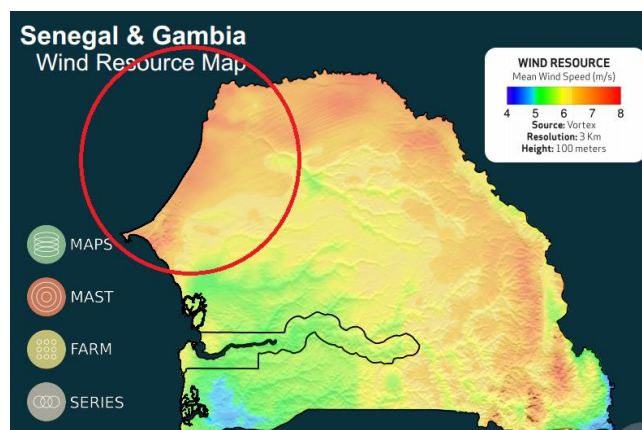 Senegal & Gambia
Wind Resource Map
WIND RESOURCE
Mean Wind Speed (m/s)
4 5 6 7 8
Source: Vortex
Resolution: 3 Km
Height: 100 meters
MAPS
MAST
FARM
SERIES